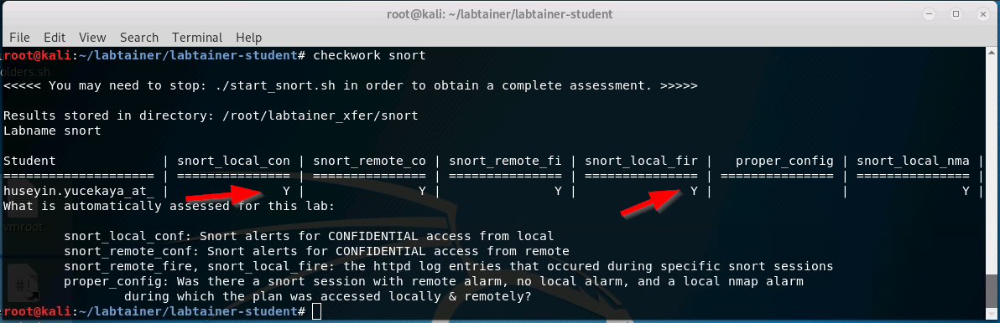 root@kali: ~/labtainer/labtainer-student
File Edit View Search Terminal Help
root@kali:~/labtainer/labtainer-student# checkwork snort
olders.sh
<<<<< You may need to stop: ./start_snort.sh in order to obtain a complete assessment. >>>>>
Results stored in directory: /root/labtainer_xfer/snort
Labname snort
Student | snort_local_con | snort_remote_co | snort_remote_fi | snort_local_fir | proper_config | snort_local_nma |
==================== | =============== | =============== | =============== | =============== | =============== | =============== |
huseyin.yucekaya_at_ | Y | Y | Y | Y | | Y |
What is automatically assessed for this lab:
vmroot
snort_local_conf: Snort alerts for CONFIDENTIAL access from local
snort_remote_conf: Snort alerts for CONFIDENTIAL access from remote
snort_remote_fire, snort_local_fire: the httpd log entries that occured during specific snort sessions
#!
proper_config: Was there a snort session with remote alarm, no local alarm, and a local nmap alarm
during which the plan was accessed locally & remotely?
root@kali:~/labtainer/labtainer-student#